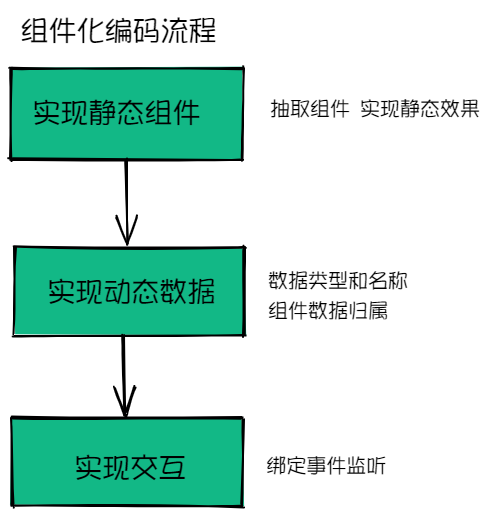 组件化编码流程
实现静态组件
抽取组件 实现静态效果
实现动态数据
数据类型和名称
组件数据归属
实现交互
绑定事件监听